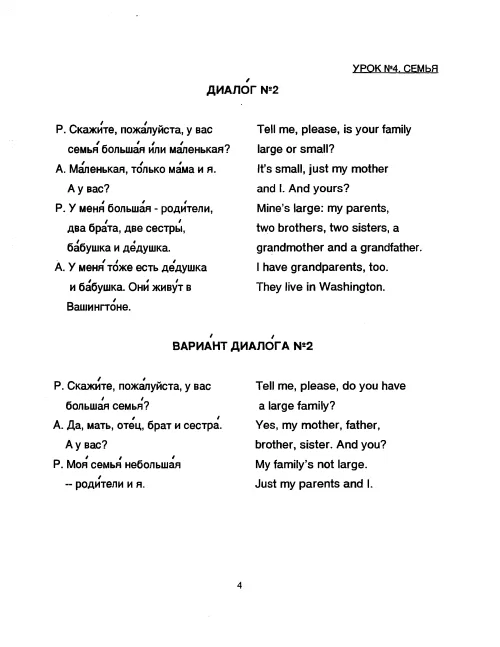 УРОК №4. СЕМЬЯ
ДИАЛО́Г №2
Р. Скажи́те, пожа́луйста, у вас
семья́ больша́я и́ли ма́ленькая?
А. Ма́ленькая, то́лько ма́ма и я.
А у вас?
Р. У меня́ больша́я - роди́тели,
два бра́та, две сестры́,
ба́бушка и де́душка.
А. У меня́ то́же есть де́душка
и ба́бушка. Они́ живу́т в
Вашингто́не.
Tell me, please, is your family
large or small?
It's small, just my mother
and I. And yours?
Mine's large: my parents,
two brothers, two sisters, a
grandmother and a grandfather.
I have grandparents, too.
They live in Washington.
ВАРИА́НТ ДИАЛО́ГА №2
Р. Скажи́те, пожа́луйста, у вас
больша́я семья́?
А. Да, мать, оте́ц, брат и сестра́.
А у вас?
Р. Моя́ семья́ небольша́я
-- роди́тели и я.
Tell me, please, do you have
a large family?
Yes, my mother, father,
brother, sister. And you?
My family's not large.
Just my parents and I.
4